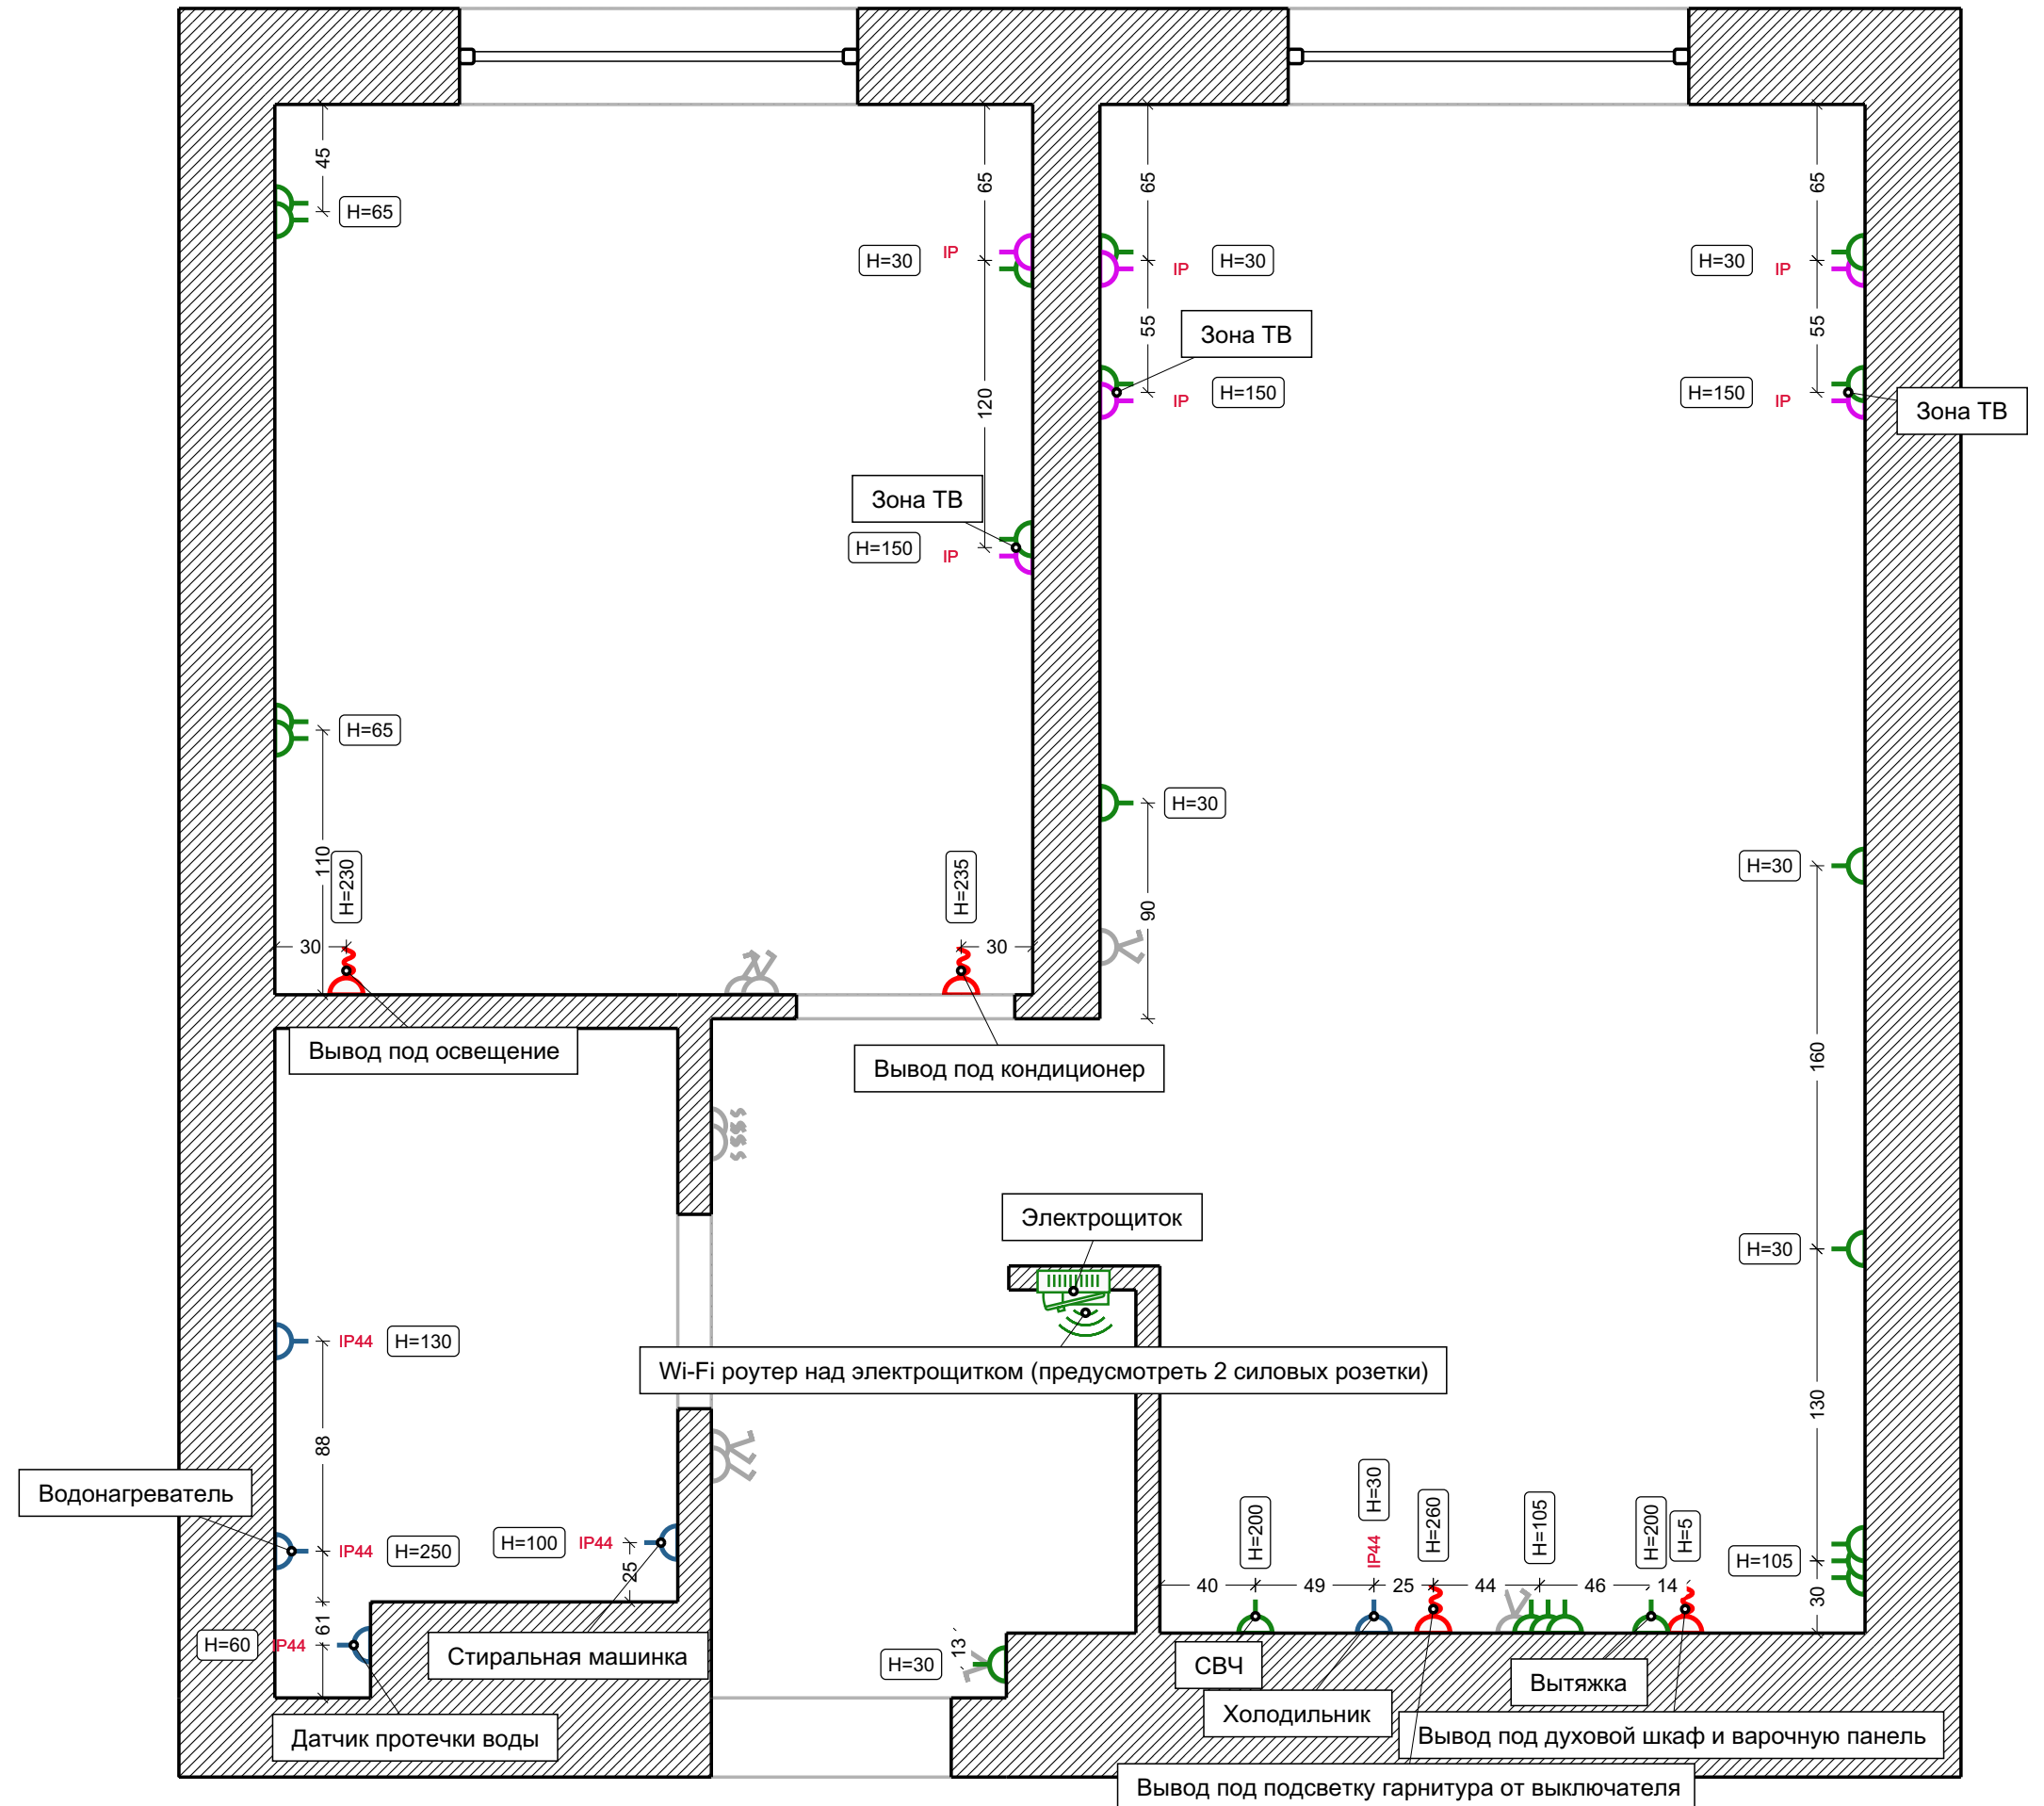 45
65
65
65
H=65
IP
H=30
IP
H=30
H=30
IP
55
55
Зона ТВ
120
IP
H=150
H=150
IP
Зона ТВ
Зона ТВ
H=150
IP
H=65
H=30
110
H=230
H=235
H=30
90
30
30
Вывод под освещение
Вывод под кондиционер
160
Электрощиток
H=30
IP44
H=130
Wi-Fi роутер над электрощитком (предусмотреть 2 силовых розетки)
130
88
Водонагреватель
H=30
IP44
H=200
H=260
H=105
H=200
H=5
IP44
H=250
H=100
IP44
25
H=105
40
49
25
44
46
14
30
61
H=60
IP44
Стиральная машинка
13
H=30
СВЧ
Вытяжка
Холодильник
Датчик протечки воды
Вывод под духовой шкаф и варочную панель
Вывод под подсветку гарнитура от выключателя